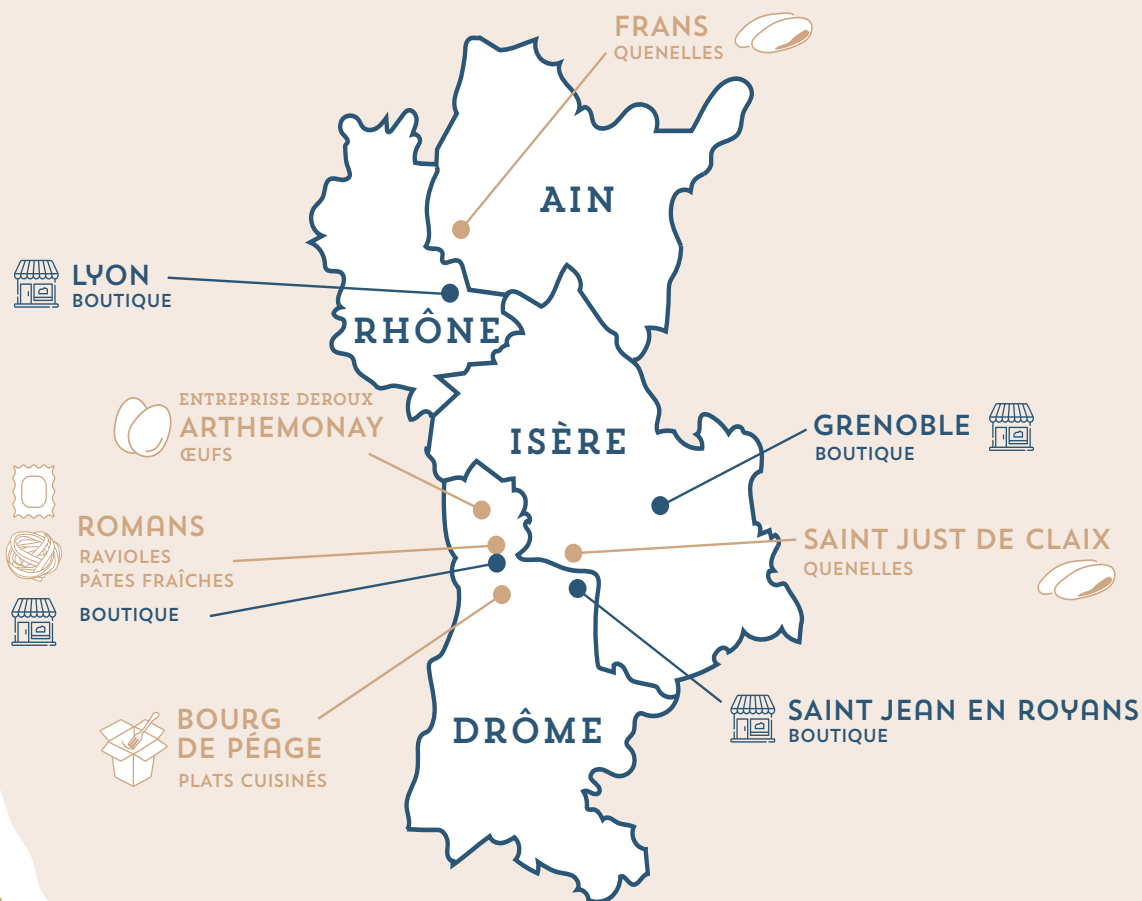 FRANS
QUENELLES
AIN
LYON
BOUTIQUE
RHÔNE
ENTREPRISE DEROUX
ARTHEMONAY
ŒUFS
ISÈRE
GRENOBLE
BOUTIQUE
ROMANS
RAVIOLES
PÂTES FRAÎCHES
BOUTIQUE
SAINT JUST DE CLAIX
QUENELLES
BOURG
DE PÉAGE
PLATS CUISINÉS
DRÔME
SAINT JEAN EN ROYANS
BOUTIQUE